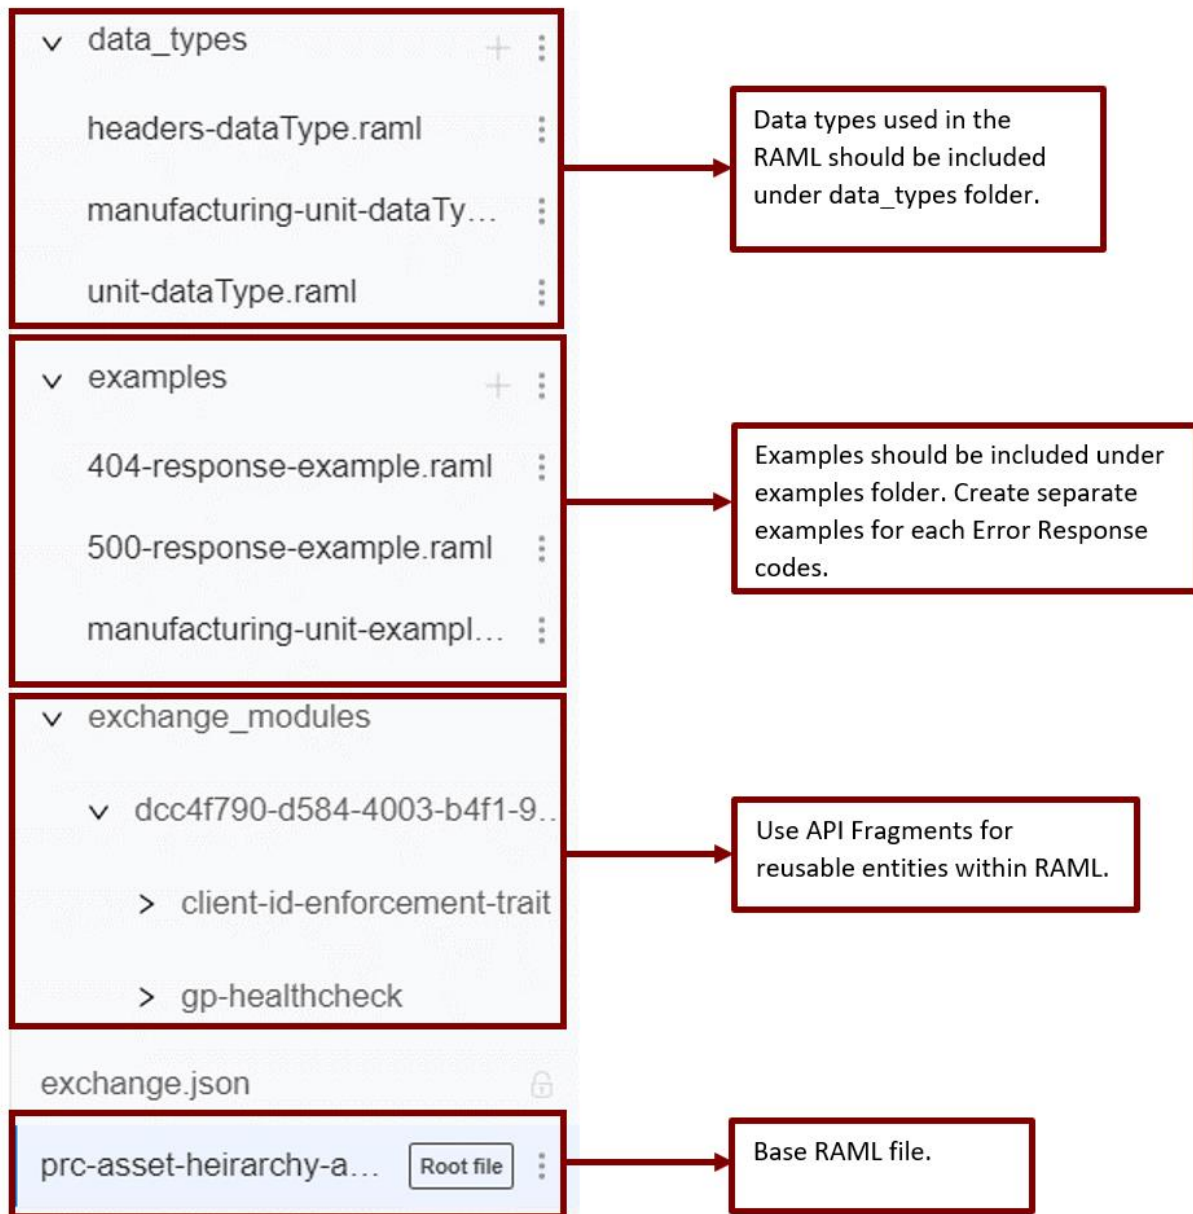 data_types
headers-dataType.raml
manufacturing-unit-dataTy...
unit-dataType.raml
Data types used in the
RAML should be included
under data_types folder.
examples
404-response-example.raml
500-response-example.raml
manufacturing-unit-exampl...
Examples should be included under
examples folder. Create separate
examples for each Error Response
codes.
exchange_modules
dcc4f790-d584-4003-b4f1-9..
client-id-enforcement-trait
gp-healthcheck
Use API Fragments for
reusable entities within RAML.
exchange.json
prc-asset-heirarchy-a... Root file
Base RAML file.